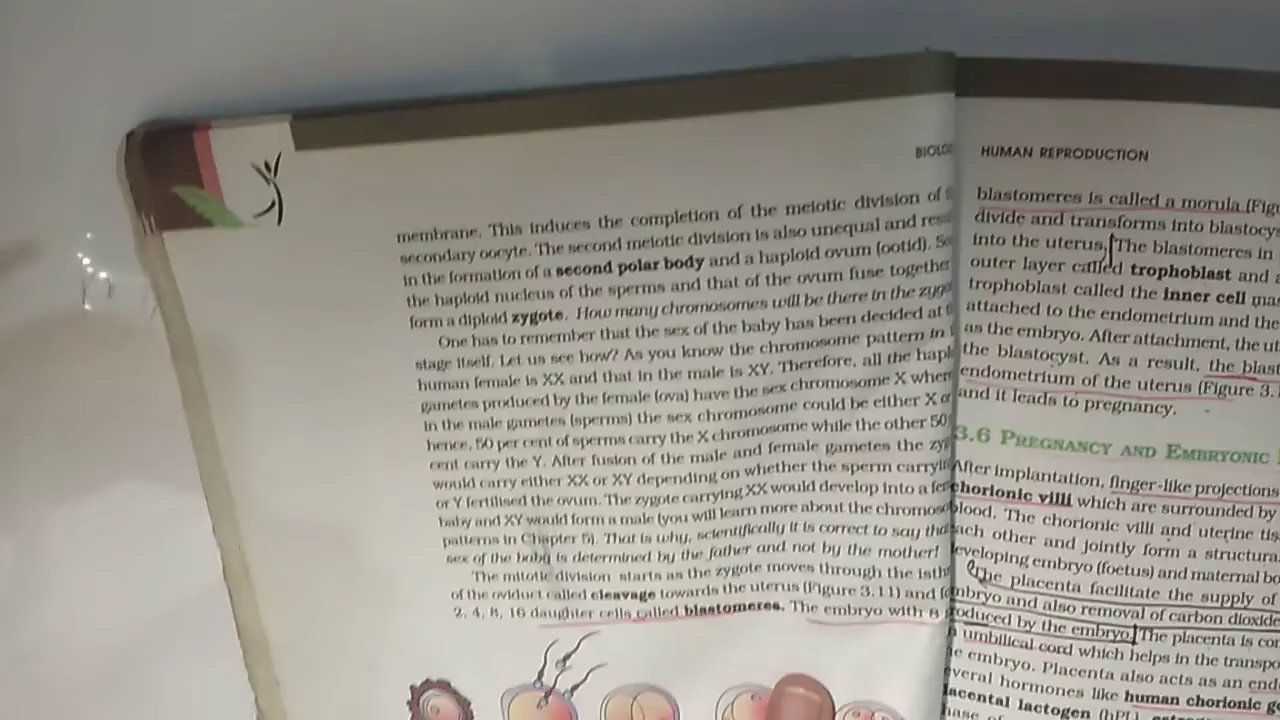 BIOLO
membrane. This induces the completion of the meiotic division of
secondary oocyte. The second meiotic division is also unequal and
in the formation of a second polar body and a haploid ovum (ootid).
the haploid nucleus of the sperms and that of the ovum fuse together
form a diploid zygote. How many chromosomes will be there in the
One has to remember that the sex of the baby has been decided at
stage itself. Let us see how? As you know the chromosome pattern in
human female is XX and that in the male is XY. Therefore, all the
gametes produced by the female (ova) have the sex chromosome X
in the male gametes (sperms) the sex chromosome could be either X
hence, 50 per cent of sperms carry the X chromosome while the other 50
cent carry the Y. After fusion of the male and female gametes the
would carry either XX or XY depending on whether the sperm
or Y fertilised the ovum. The zygote carrying XX would develop into a
baby and XY would form a male (you will learn more about the
patterns in Chapter 5). That is why, scientifically it is correct to say
sex of the baby is determined by the father and not by the mother!
The mitotic division starts as the zygote moves through the
of the oviduct called cleavage towards the uterus (Figure 3.11) and
2, 4, 8, 16 daughter cells called blastomeres. The embryo with 8
HUMAN REPRODUCTION
blastomeres is called a morula (Fig
divide and transforms into
into the uterus. The blastomeres in
outer layer called trophoblast and
trophoblast called the inner cell
attached to the endometrium and the
as the embryo. After attachment, the
the blastocyst. As a result, the
endometrium of the uterus (Figure 3.1
and it leads to pregnancy.
3.6 PREGNANCY AND EMBRYONIC
After implantation, finger-like projections
chorionic villi which are surrounded by
blood. The chorionic villi and uterine
each other and jointly form a
developing embryo (foetus) and maternal
The placenta facilitate the supply of
embryo and also removal of carbon dioxide
produced by the embryo. The placenta is
umbilical cord which helps in the
embryo. Placenta also acts as an
several hormones like human chorionic
placental lactogen (hPL),